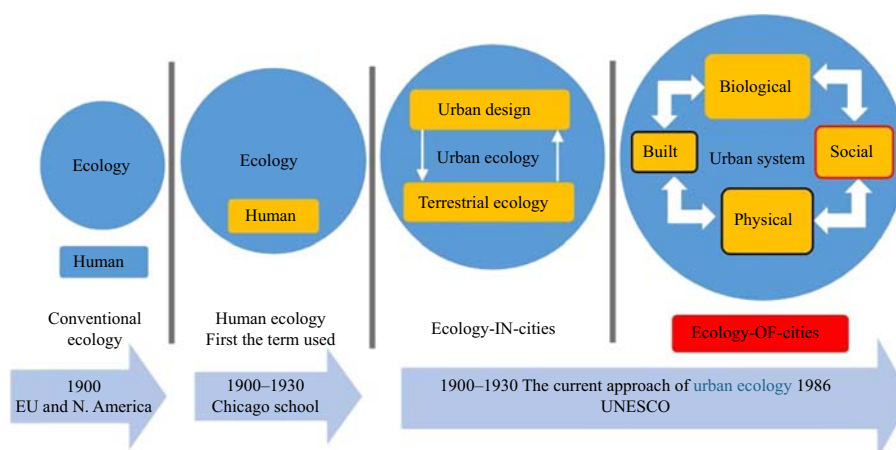 Ecology
Human
Conventional
ecology
Ecology
Human
Human ecology
First the term used
Urban design
Urban ecology
Terrestrial ecology
Ecology-IN-cities
Biological
Built
Urban system
Social
Physical
Ecology-OF-cities
1900
EU and N. America
1900–1930
Chicago school
1900–1930 The current approach of urban ecology 1986
UNESCO